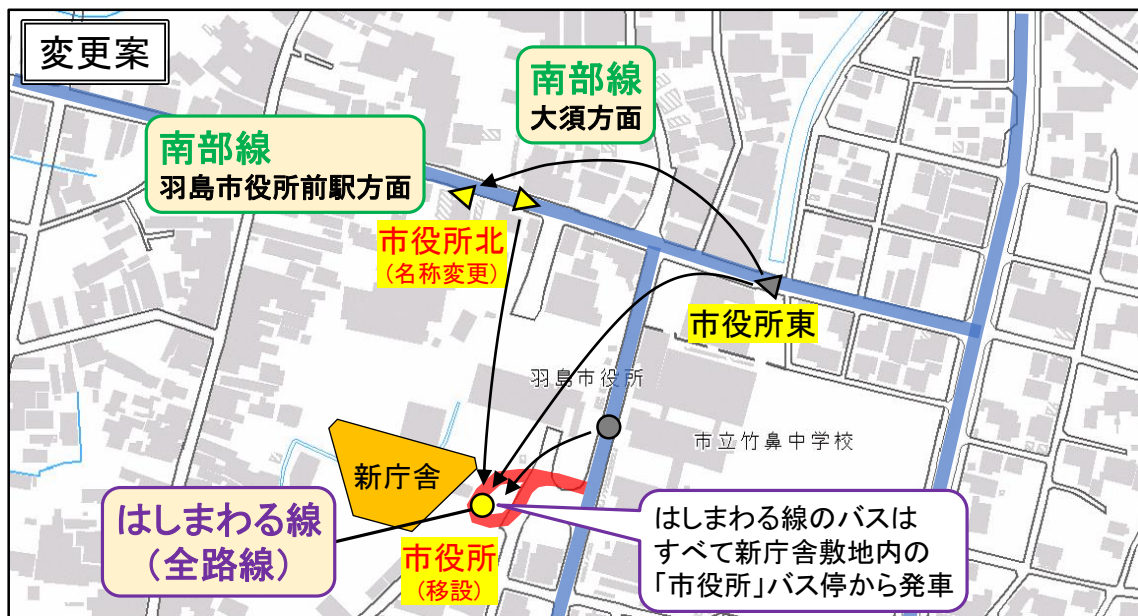 変更案
南部線
大須方面
南部線
羽島市役所前駅方面
市役所北
(名称変更)
市役所東
羽島市役所
市立竹鼻中学校
新庁舎
はしまわる線
(全路線)
市役所
(移設)
はしまわる線のバスは
すべて新庁舎敷地内の
「市役所」バス停から発車